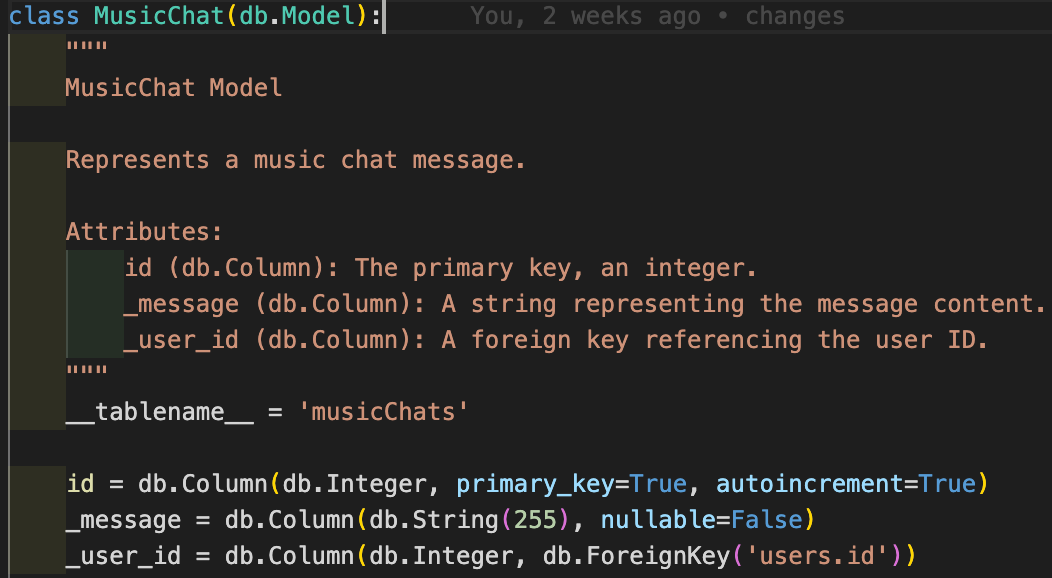 class MusicChat(db.Model):     You, 2 weeks ago • changes
    """
    MusicChat Model

    Represents a music chat message.

    Attributes:
        id (db.Column): The primary key, an integer.
        _message (db.Column): A string representing the message content.
        _user_id (db.Column): A foreign key referencing the user ID.
    """
    __tablename__ = 'musicChats'

    id = db.Column(db.Integer, primary_key=True, autoincrement=True)
    _message = db.Column(db.String(255), nullable=False)
    _user_id = db.Column(db.Integer, db.ForeignKey('users.id'))